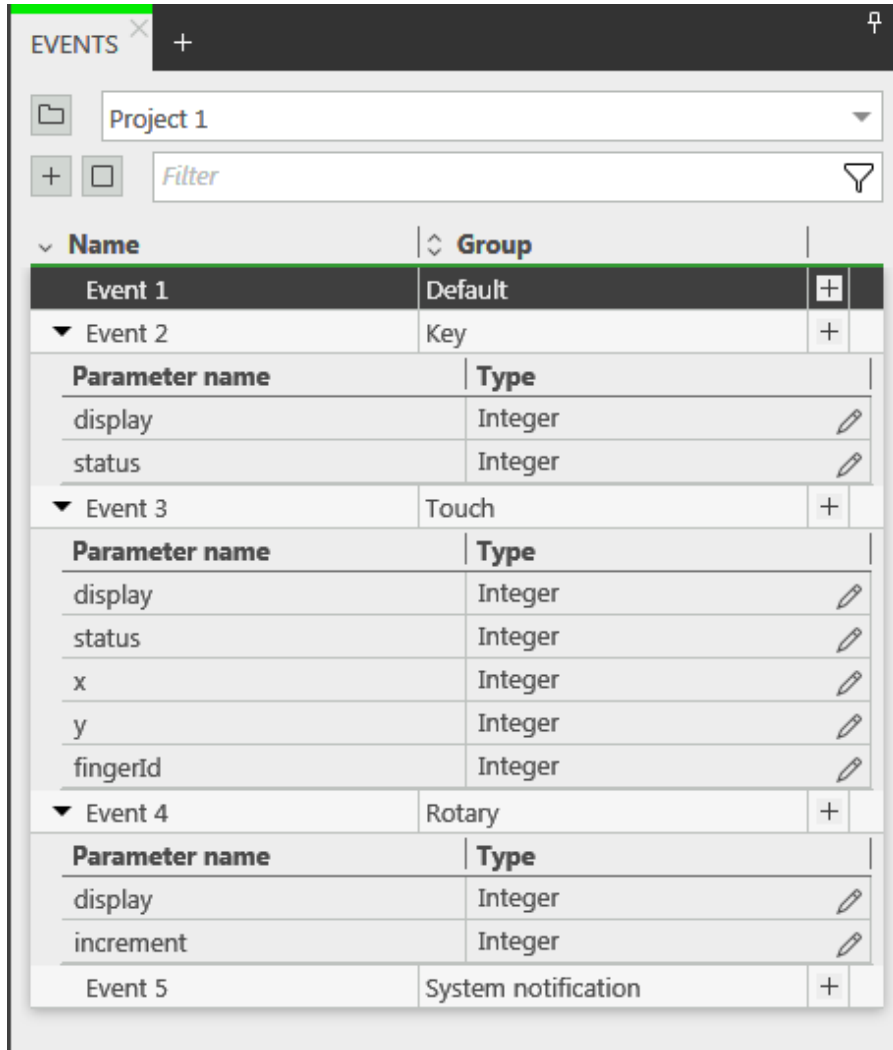 EVENTS
Project 1
Filter
Name Group
Event 1 Default
Event 2 Key
Parameter name Type
display Integer
status Integer
Event 3 Touch
Parameter name Type
display Integer
status Integer
x Integer
y Integer
fingerId Integer
Event 4 Rotary
Parameter name Type
display Integer
increment Integer
Event 5 System notification